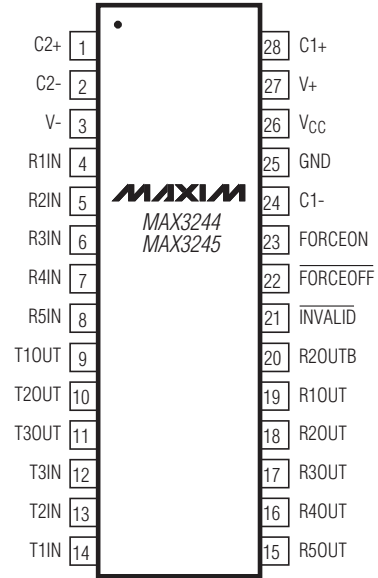 C2+ 1 28 C1+
C2- 2 27 V+
V- 3 26 VCC
R1IN 4 25 GND
R2IN 5 MAXIM 24 C1-
R3IN 6 MAX3244 23 FORCEON
MAX3245
R4IN 7 22 FORCEOFF
R5IN 8 21 INVALID
T1OUT 9 20 R2OUTB
T2OUT 10 19 R1OUT
T3OUT 11 18 R2OUT
T3IN 12 17 R3OUT
T2IN 13 16 R4OUT
T1IN 14 15 R5OUT